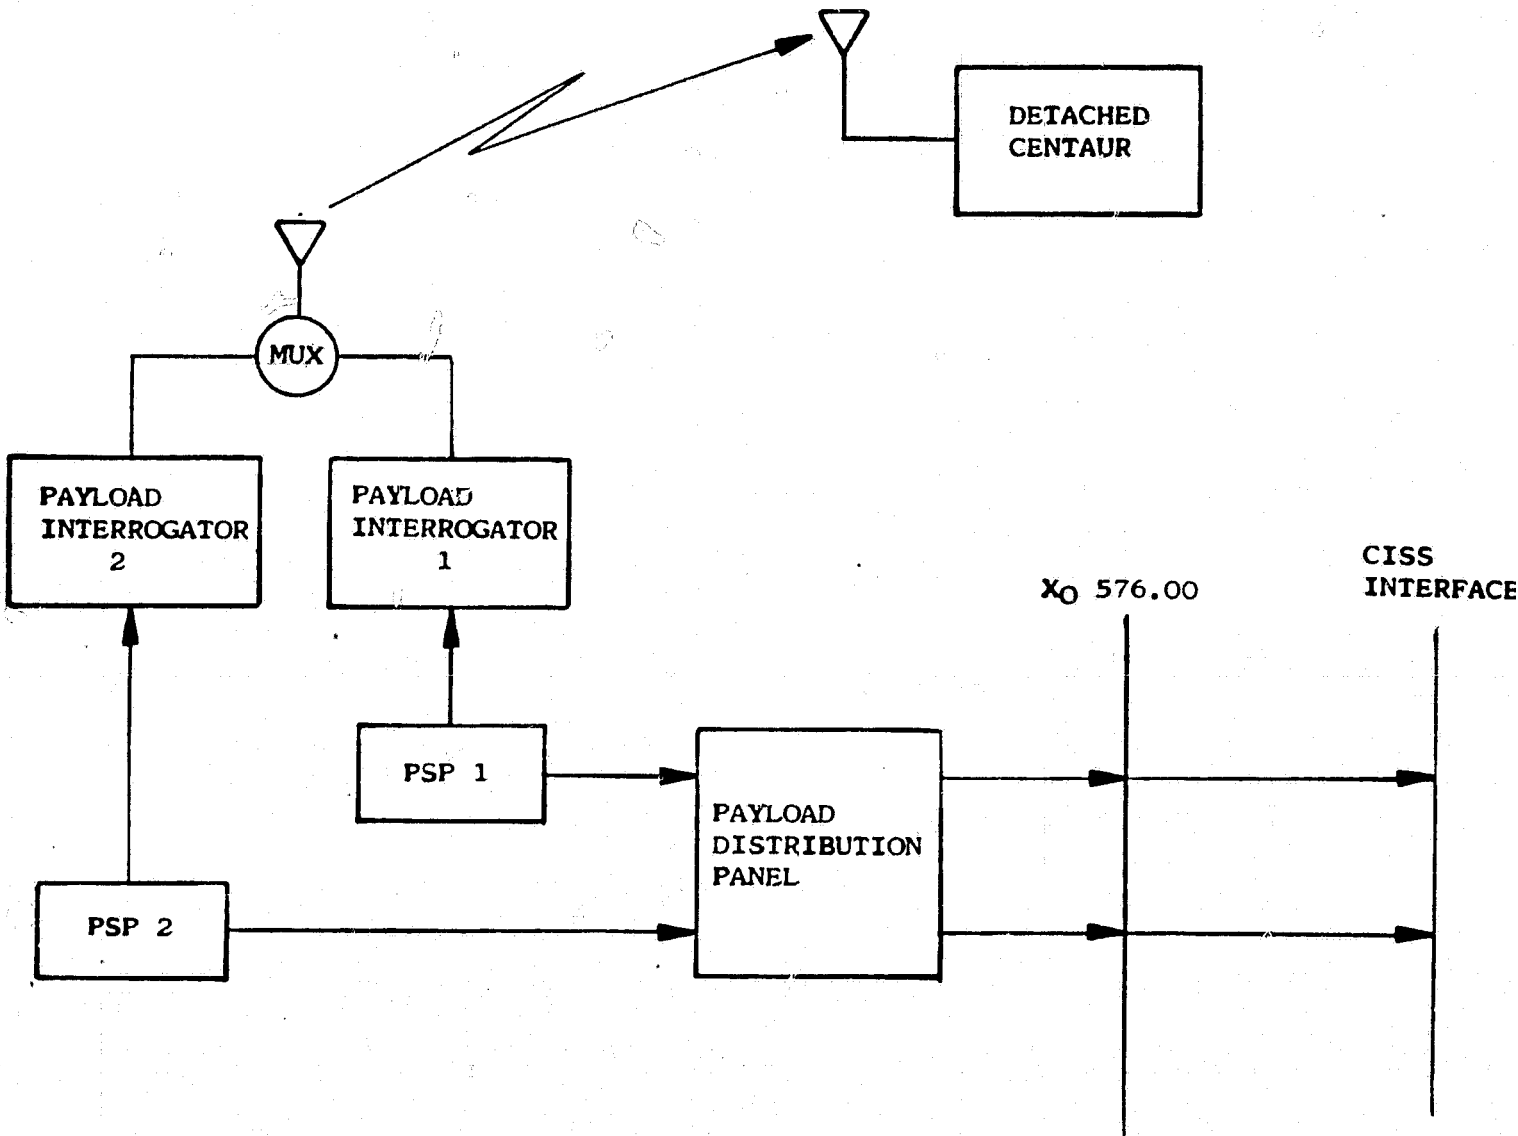 DETACHED
CENTAUR
MUX
PAYLOAD
INTERROGATOR
2
PAYLOAD
INTERROGATOR
1
CISS
INTERFACE
XO 576.00
PSP 1
PAYLOAD
DISTRIBUTION
PANEL
PSP 2